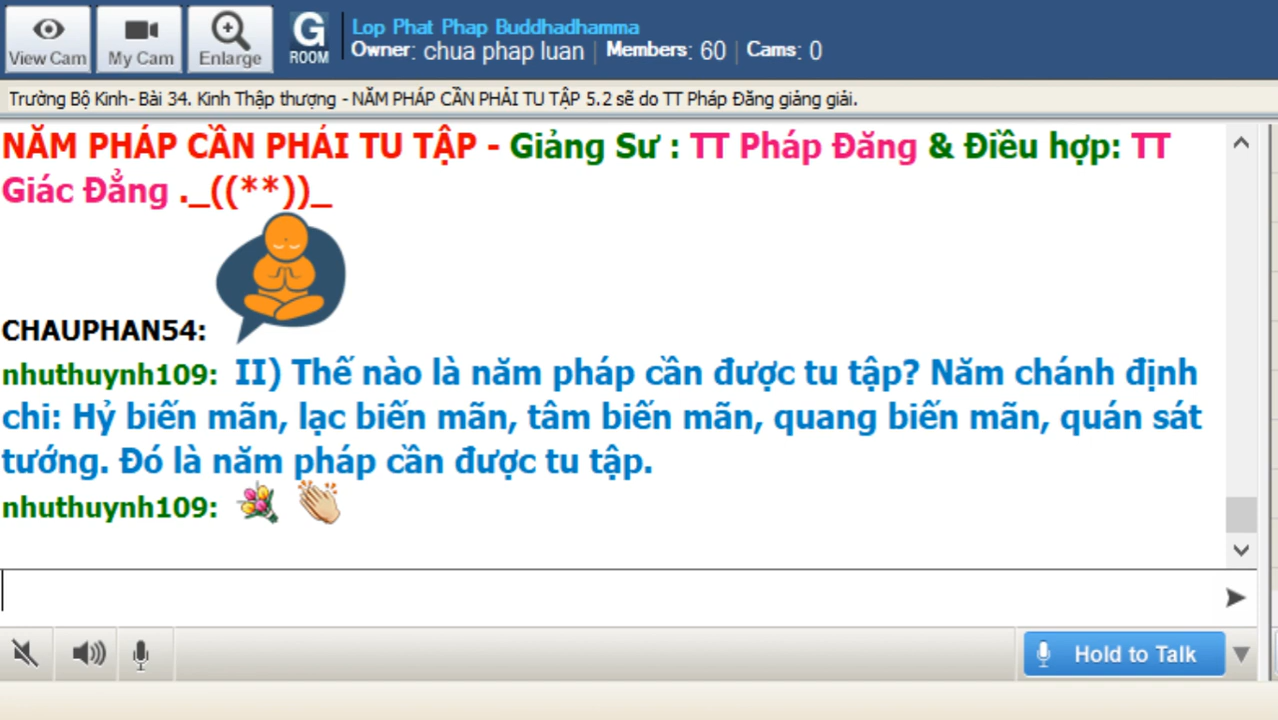 View Cam
My Cam
Enlarge
G
ROOM
Lop Phat Phap Buddhadhamma
Owner: chua phap luan | Members: 60 | Cams: 0
Trường Bộ Kinh- Bài 34. Kinh Thập thượng - NĂM PHÁP CẦN PHẢI TU TẬP 5.2 sẽ do TT Pháp Đăng giảng giải.
NĂM PHÁP CẦN PHẢI TU TẬP - Giảng Sư : TT Pháp Đăng & Điều hợp: TT
Giác Đẳng ._((**))_
CHAUPHAN54:
nhuthuynh109: II) Thế nào là năm pháp cần được tu tập? Năm chánh định
chi: Hỷ biến mãn, lạc biến mãn, tâm biến mãn, quang biến mãn, quán sát
tướng. Đó là năm pháp cần được tu tập.
nhuthuynh109:
Hold to Talk